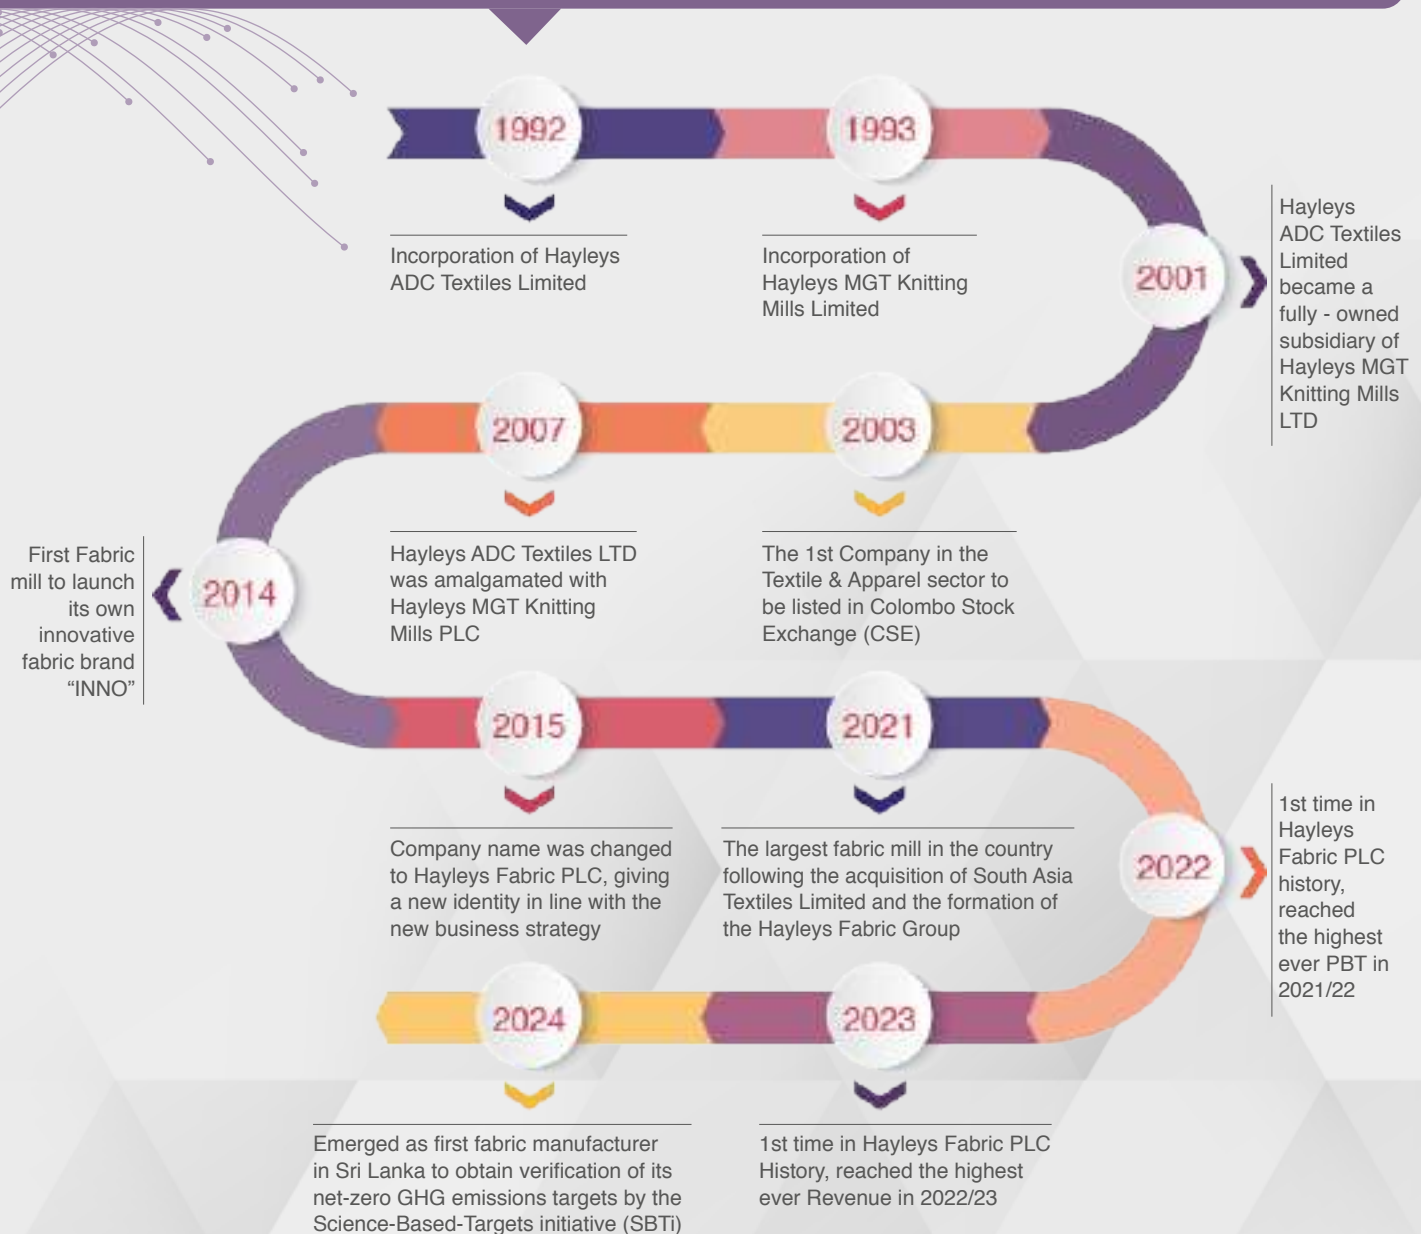 1992
Incorporation of Hayleys
ADC Textiles Limited
1993
Incorporation of
Hayleys MGT Knitting
Mills Limited
2001
Hayleys
ADC Textiles
Limited
became a
fully - owned
subsidiary of
Hayleys MGT
Knitting Mills
LTD
2003
The 1st Company in the
Textile & Apparel sector to
be listed in Colombo Stock
Exchange (CSE)
2007
Hayleys ADC Textiles LTD
was amalgamated with
Hayleys MGT Knitting
Mills PLC
2014
First Fabric
mill to launch
its own
innovative
fabric brand
“INNO”
2015
Company name was changed
to Hayleys Fabric PLC, giving
a new identity in line with the
new business strategy
2021
The largest fabric mill in the country
following the acquisition of South Asia
Textiles Limited and the formation of
the Hayleys Fabric Group
2022
1st time in
Hayleys
Fabric PLC
history,
reached
the highest
ever PBT in
2021/22
2023
1st time in Hayleys Fabric PLC
History, reached the highest
ever Revenue in 2022/23
2024
Emerged as first fabric manufacturer
in Sri Lanka to obtain verification of its
net-zero GHG emissions targets by the
Science-Based-Targets initiative (SBTi)